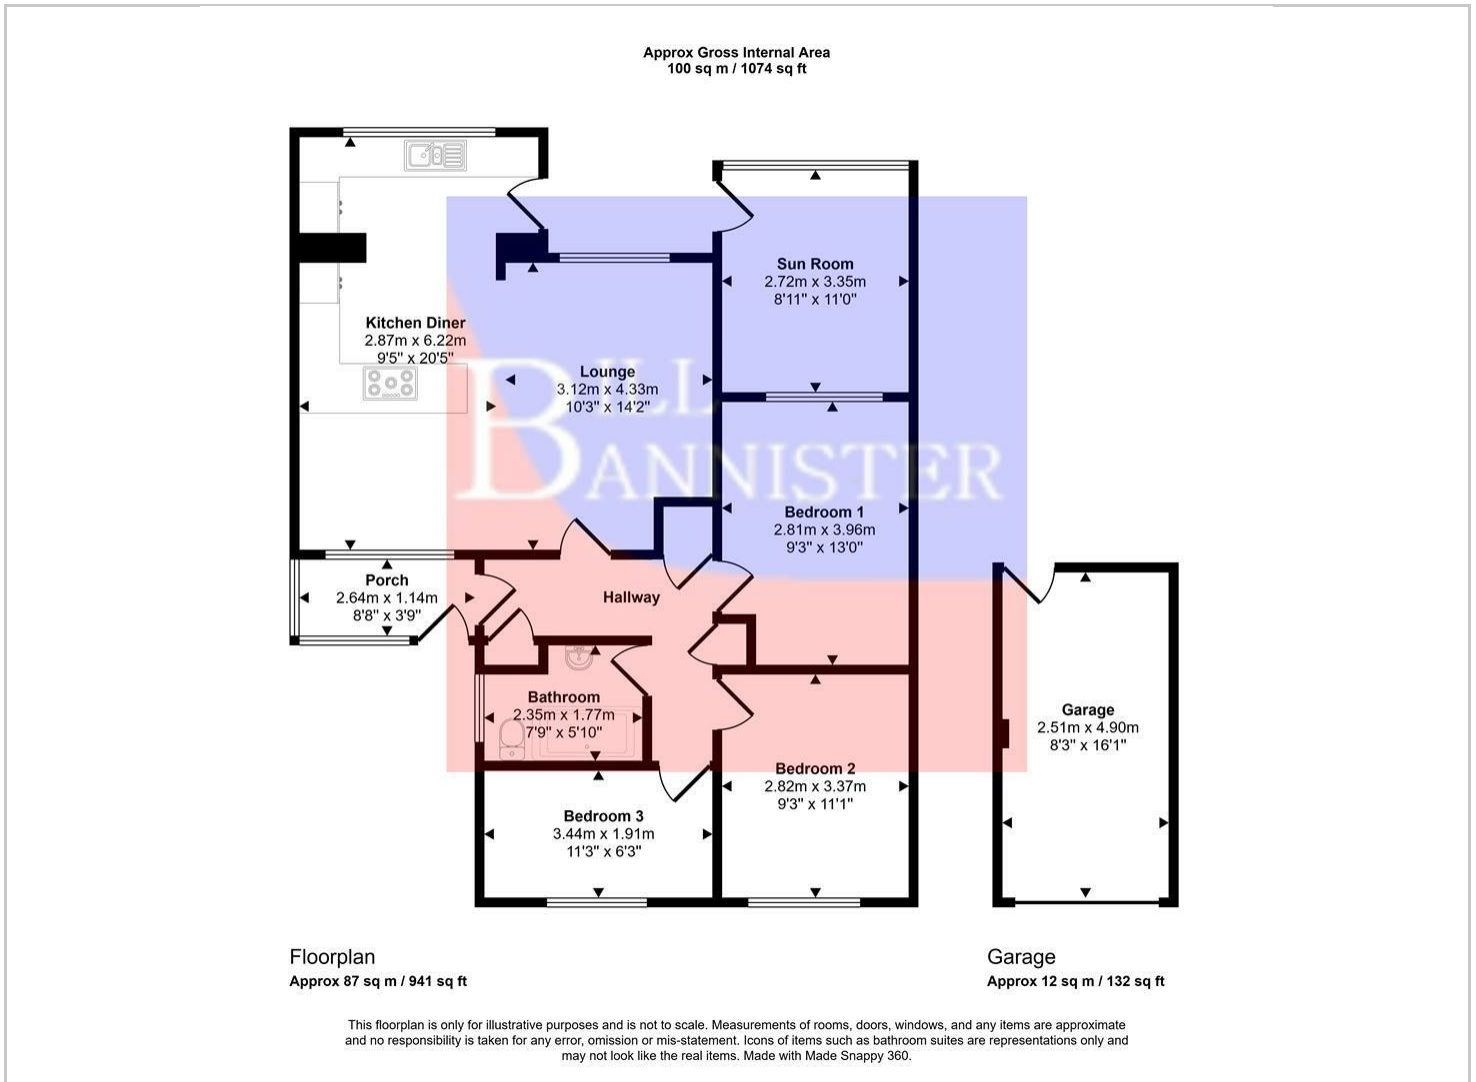 Approx Gross Internal Area
100 sq m / 1074 sq ft
Sun Room
2.72m x 3.35m
8'11" x 11'0"
Kitchen Diner
2.87m x 6.22m
9'5" x 20'5"
Lounge
3.12m x 4.33m
10'3" x 14'2"
BILL
BANNISTER
Bedroom 1
2.81m x 3.96m
9'3" x 13'0"
Porch
2.64m x 1.14m
8'8" x 3'9"
Hallway
Bathroom
2.35m x 1.77m
7'9" x 5'10"
Garage
2.51m x 4.90m
8'3" x 16'1"
Bedroom 2
2.82m x 3.37m
9'3" x 11'1"
Bedroom 3
3.44m x 1.91m
11'3" x 6'3"
Floorplan
Approx 87 sq m / 941 sq ft
Garage
Approx 12 sq m / 132 sq ft
This floorplan is only for illustrative purposes and is not to scale. Measurements of rooms, doors, windows, and any items are approximate
and no responsibility is taken for any error, omission or mis-statement. Icons of items such as bathroom suites are representations only and
may not look like the real items. Made with Made Snappy 360.